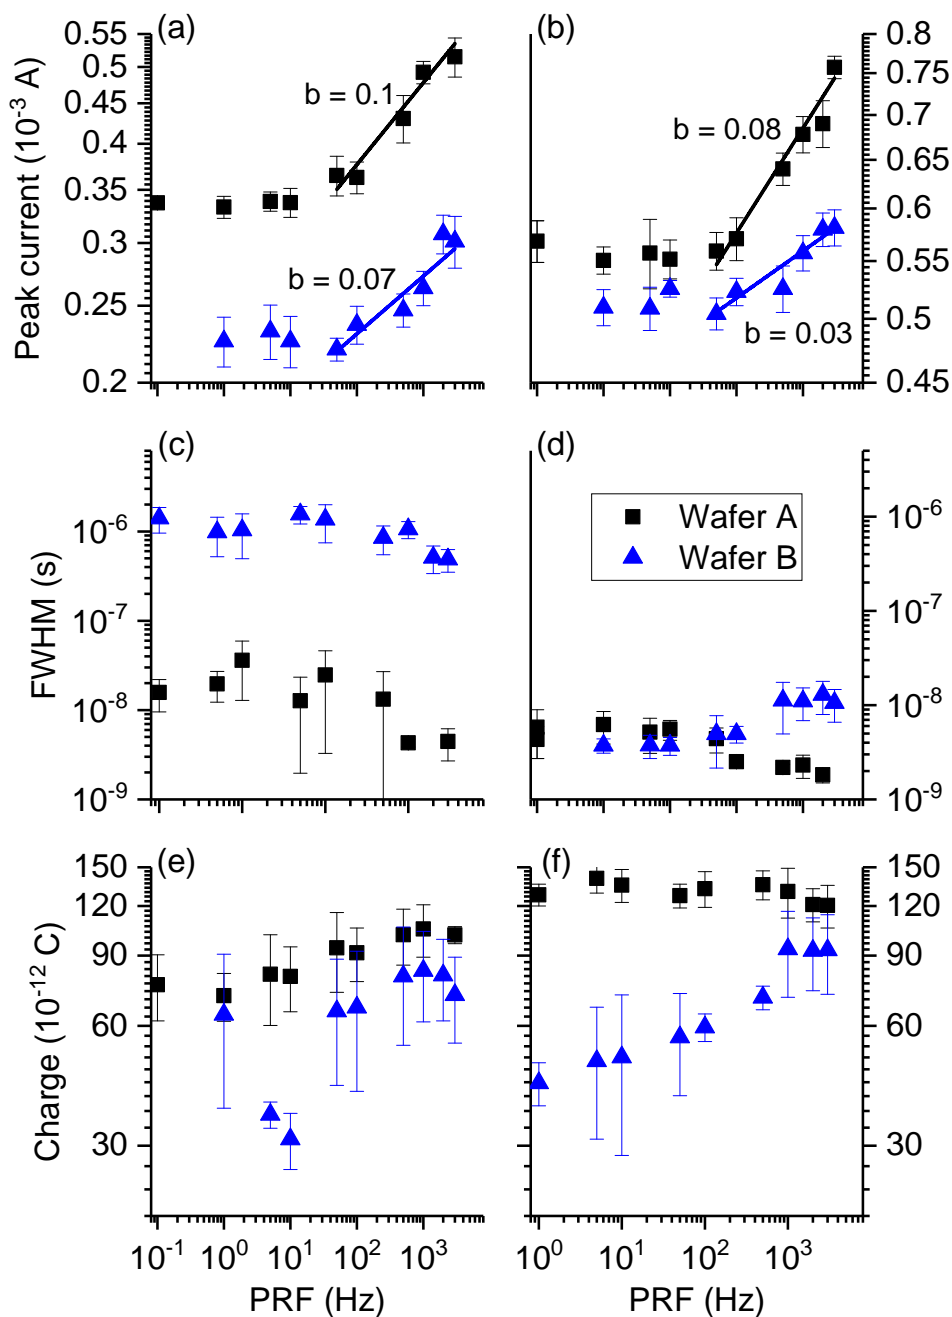 (a)
(b)
Peak current (10⁻³ A)
0.55
0.5
0.45
0.4
0.35
0.3
0.25
0.2
b = 0.1
b = 0.07
0.8
0.75
0.7
0.65
0.6
0.55
0.5
0.45
b = 0.08
b = 0.03
(c)
(d)
FWHM (s)
10⁻⁶
10⁻⁷
10⁻⁸
10⁻⁹
Wafer A
Wafer B
10⁻⁶
10⁻⁷
10⁻⁸
10⁻⁹
(e)
(f)
Charge (10⁻¹² C)
150
120
90
60
30
150
120
90
60
30
10⁻¹ 10⁰ 10¹ 10² 10³
10⁰ 10¹ 10² 10³
PRF (Hz)
PRF (Hz)